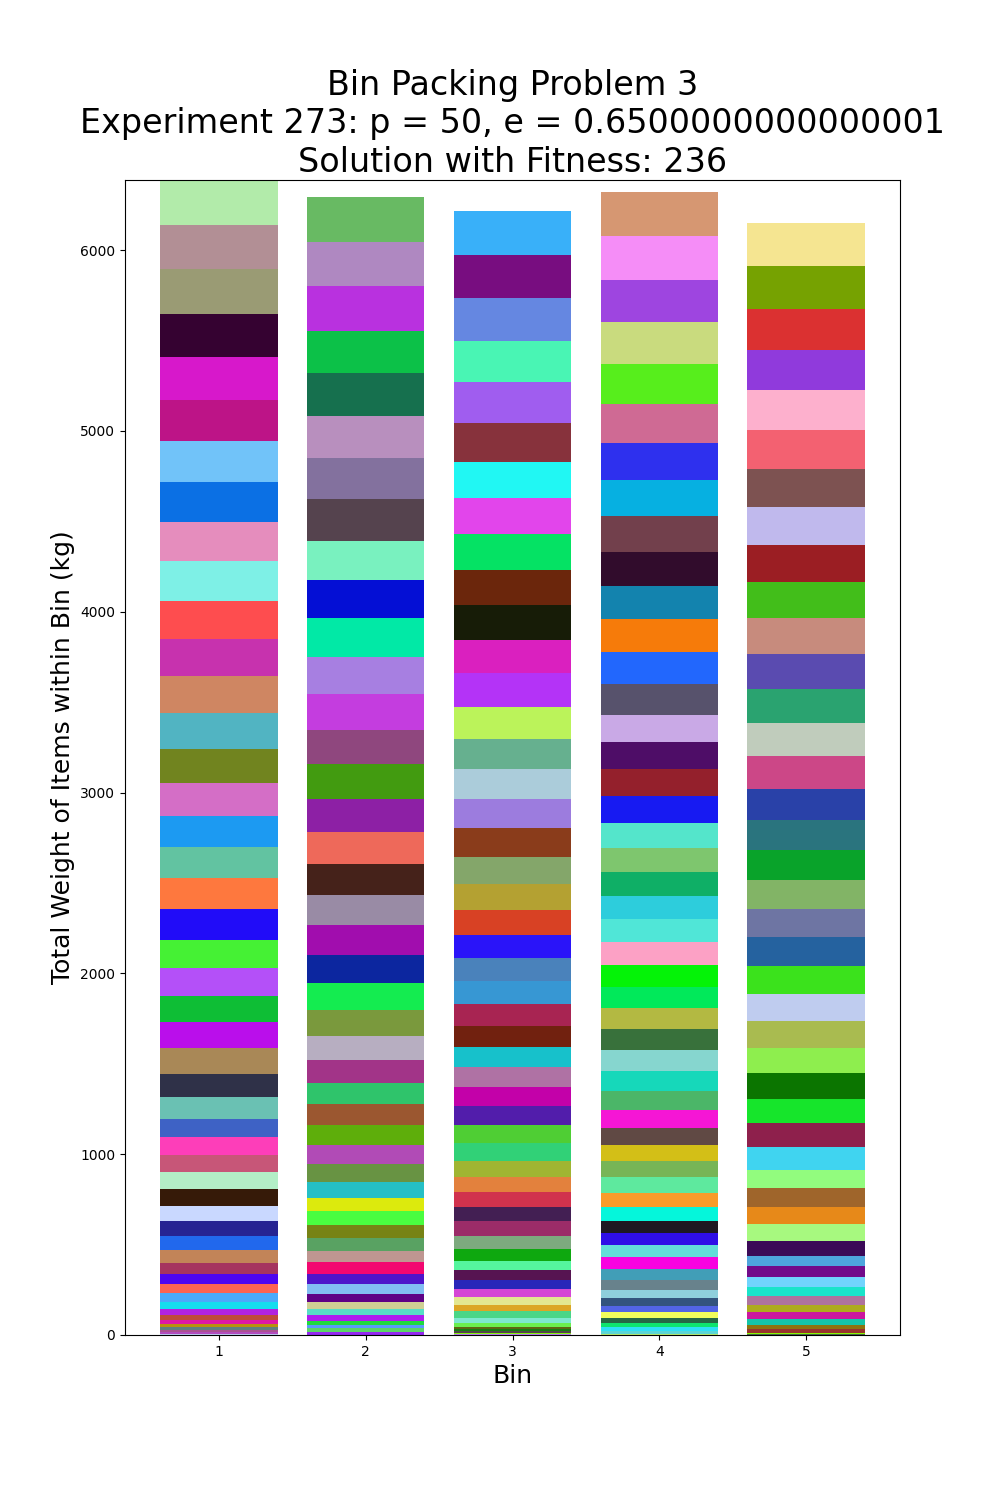 Bin Packing Problem 3
Experiment 273: p = 50, e = 0.6500000000000001
Solution with Fitness: 236
6000
5000
4000
3000
2000
1000
0
Total Weight of Items within Bin (kg)
1 2 3 4 5
Bin